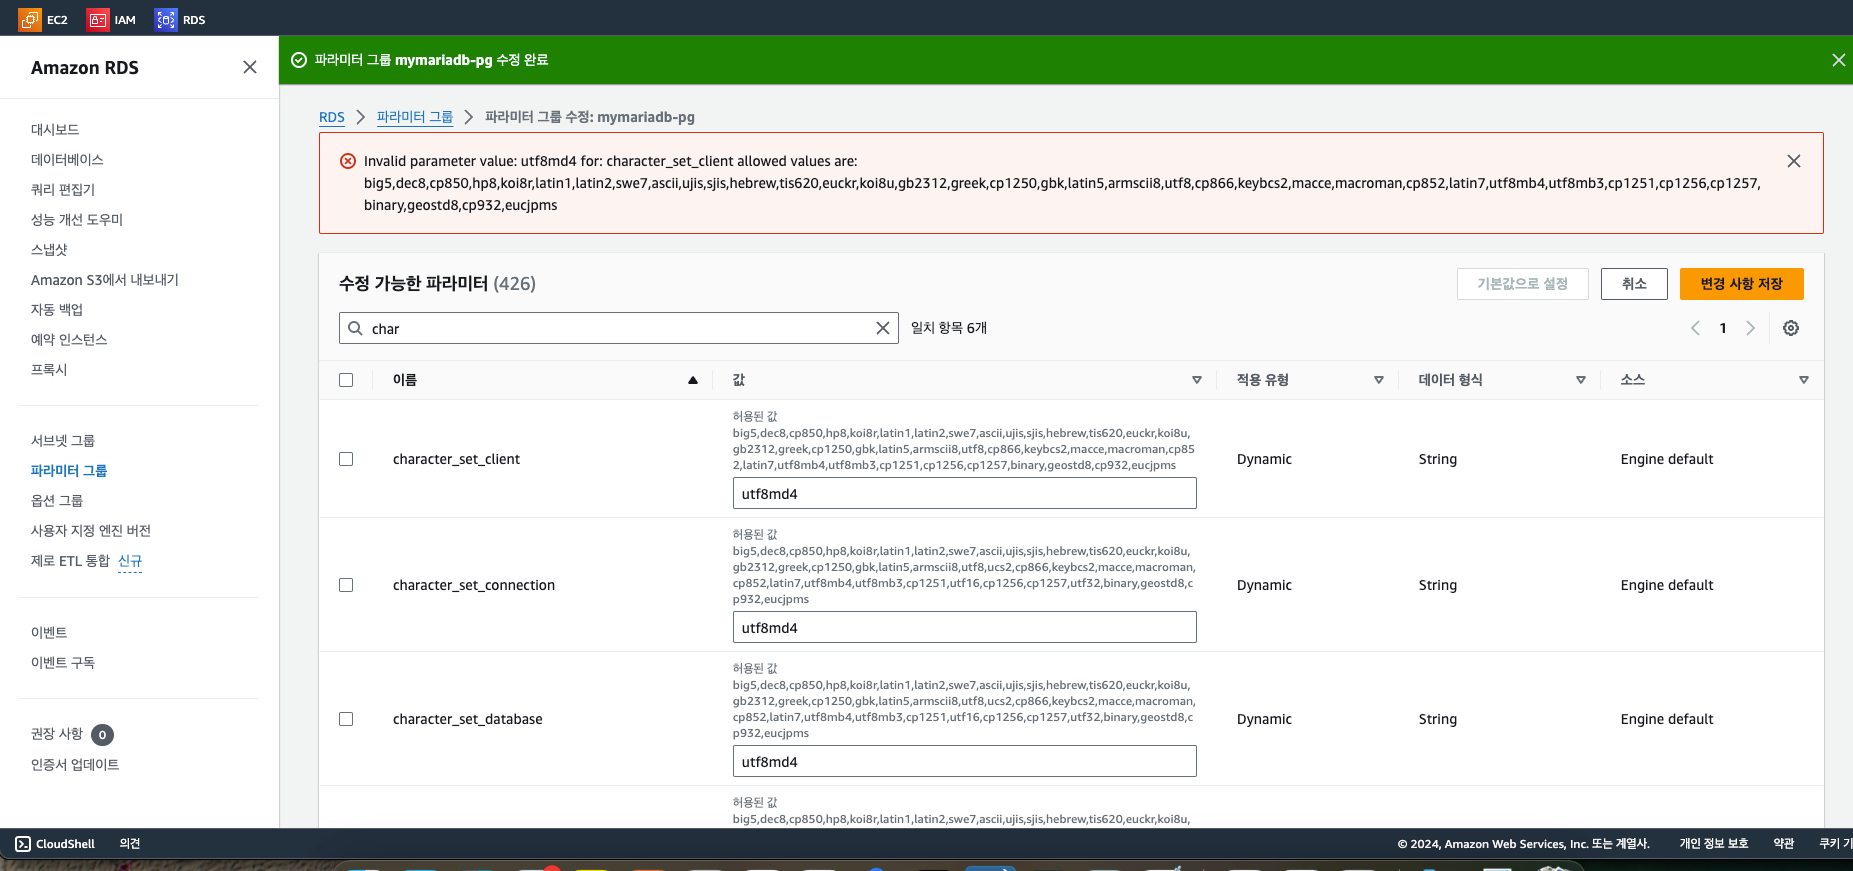 EC2 IAM RDS
Amazon RDS
대시보드
데이터베이스
쿼리 편집기
성능 개선 도우미
스냅샷
Amazon S3에서 내보내기
자동 백업
예약 인스턴스
프록시
서브넷 그룹
파라미터 그룹
옵션 그룹
사용자 지정 엔진 버전
제로 ETL 통합 신규
이벤트
이벤트 구독
권장 사항 0
인증서 업데이트
파라미터 그룹 mymariadb-pg 수정 완료
RDS 파라미터 그룹 파라미터 그룹 수정: mymariadb-pg
Invalid parameter value: utf8md4 for: character_set_client allowed values are:
big5,dec8,cp850,hp8,koi8r,latin1,latin2,swe7,ascii,ujis,sjis,hebrew,tis620,euckr,koi8u,gb2312,greek,cp1250,gbk,latin5,armscii8,utf8,cp866,keybcs2,macce,macroman,cp852,latin7,utf8mb4,utf8mb3,cp1251,cp1256,cp1257,
binary,geostd8,cp932,eucjpms
수정 가능한 파라미터 (426)
기본값으로 설정 취소 변경 사항 저장
char 일치 항목 6개 1
이름 값 적용 유형 데이터 형식 소스
허용된 값
big5,dec8,cp850,hp8,koi8r,latin1,latin2,swe7,ascii,ujis,sjis,hebrew,tis620,euckr,koi8u,
gb2312,greek,cp1250,gbk,latin5,armscii8,utf8,cp866,keybcs2,macce,macroman,cp85
2,latin7,utf8mb4,utf8mb3,cp1251,cp1256,cp1257,binary,geostd8,cp932,eucjpms
character_set_client Dynamic String Engine default
utf8md4
허용된 값
big5,dec8,cp850,hp8,koi8r,latin1,latin2,swe7,ascii,ujis,sjis,hebrew,tis620,euckr,koi8u,
gb2312,greek,cp1250,gbk,latin5,armscii8,utf8,ucs2,cp866,keybcs2,macce,macroman,
cp852,latin7,utf8mb4,utf8mb3,cp1251,utf16,cp1256,cp1257,utf32,binary,geostd8,c
p932,eucjpms
character_set_connection Dynamic String Engine default
utf8md4
허용된 값
big5,dec8,cp850,hp8,koi8r,latin1,latin2,swe7,ascii,ujis,sjis,hebrew,tis620,euckr,koi8u,
gb2312,greek,cp1250,gbk,latin5,armscii8,utf8,ucs2,cp866,keybcs2,macce,macroman,
cp852,latin7,utf8mb4,utf8mb3,cp1251,utf16,cp1256,cp1257,utf32,binary,geostd8,c
p932,eucjpms
character_set_database Dynamic String Engine default
utf8md4
허용된 값
big5,dec8,cp850,hp8,koi8r,latin1,latin2,swe7,ascii,ujis,sjis,hebrew,tis620,euckr,koi8u,
CloudShell 의견 © 2024, Amazon Web Services, Inc. 또는 계열사. 개인 정보 보호 약관 쿠키 기